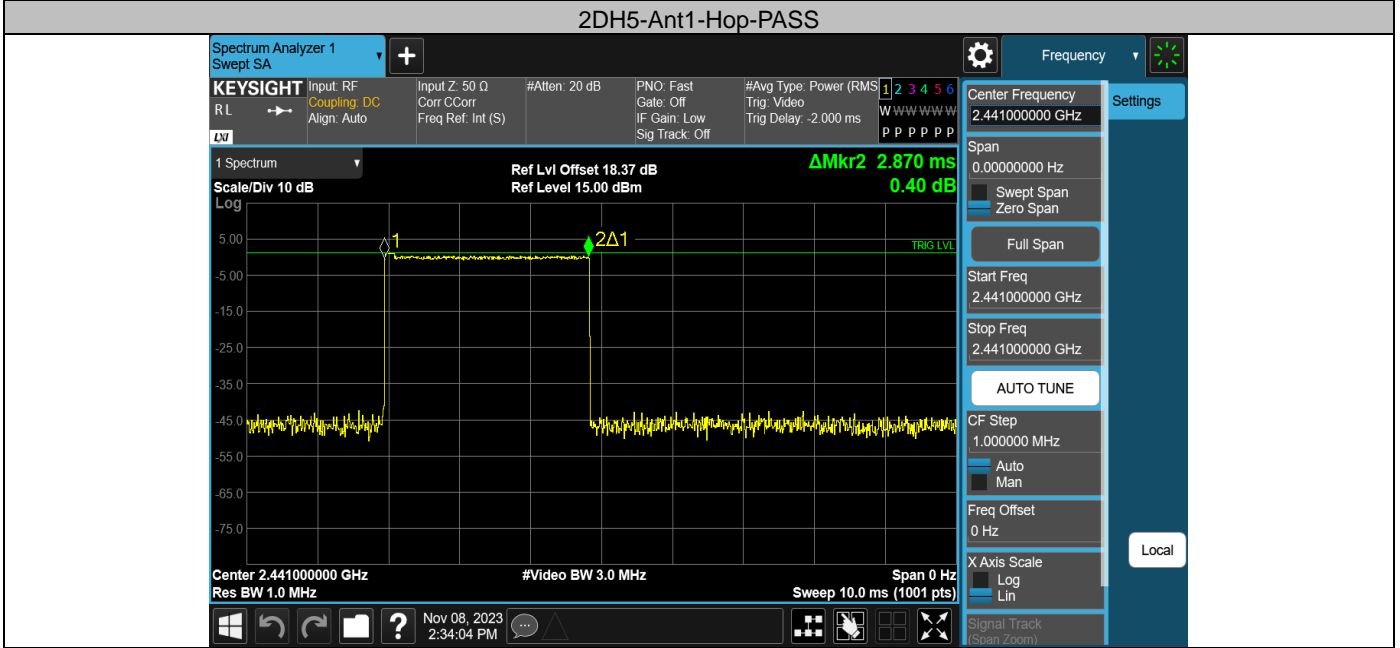 2DH5-Ant1-Hop-PASS
Spectrum Analyzer 1
Swept SA
Frequency
KEYSIGHT
RL
LXI
Input: RF
Coupling: DC
Align: Auto
Input Z: 50 Ω
Corr CCorr
Freq Ref: Int (S)
#Atten: 20 dB
PNO: Fast
Gate: Off
IF Gain: Low
Sig Track: Off
#Avg Type: Power (RMS
Trig: Video
Trig Delay: -2.000 ms
1 2 3 4 5 6
W W W W W W
P P P P P P
Center Frequency
2.441000000 GHz
Settings
1 Spectrum
Scale/Div 10 dB
Log
Ref Lvl Offset 18.37 dB
Ref Level 15.00 dBm
ΔMkr2 2.870 ms
0.40 dB
Span
0.00000000 Hz
Swept Span
Zero Span
5.00
-5.00
-15.0
-25.0
-35.0
-45.0
-55.0
-65.0
-75.0
1
2Δ1
TRIG LVL
Full Span
Start Freq
2.441000000 GHz
Stop Freq
2.441000000 GHz
AUTO TUNE
CF Step
1.000000 MHz
Auto
Man
Freq Offset
0 Hz
Local
X Axis Scale
Log
Lin
Signal Track
(Span Zoom)
Center 2.441000000 GHz
Res BW 1.0 MHz
#Video BW 3.0 MHz
Span 0 Hz
Sweep 10.0 ms (1001 pts)
?
Nov 08, 2023
2:34:04 PM